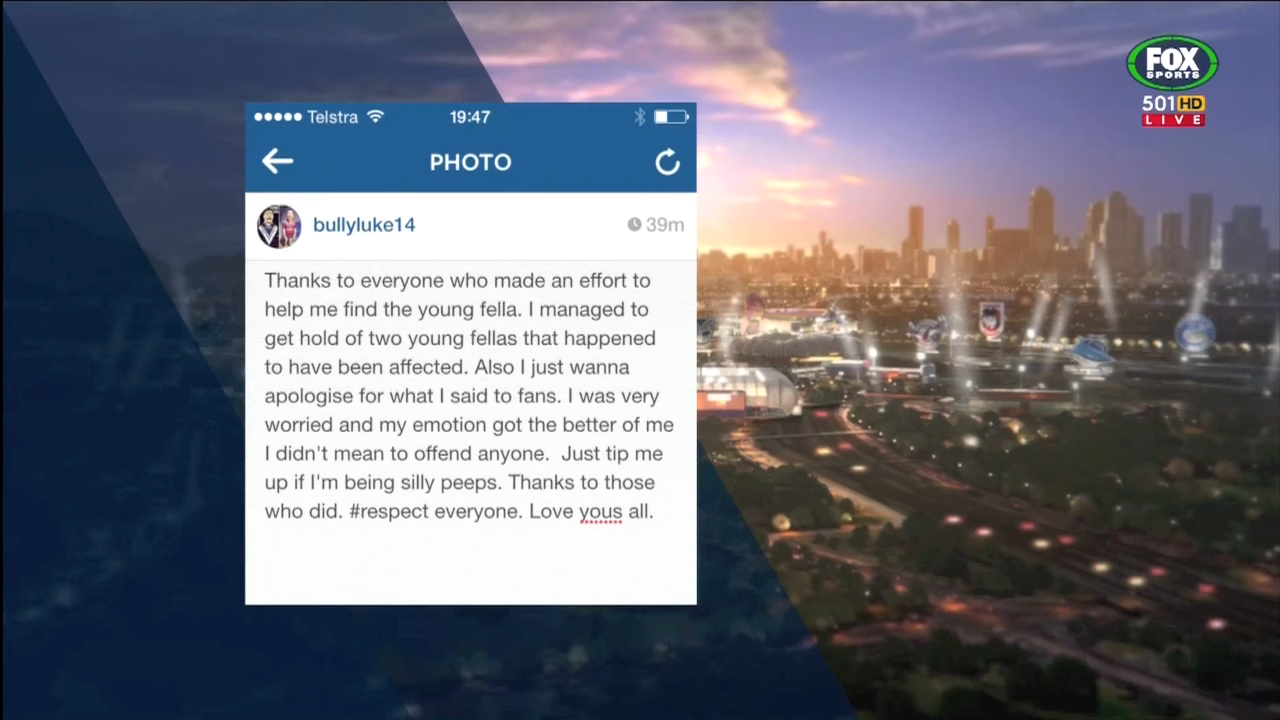 FOX
SPORTS
501 HD
LIVE
Telstra 19:47
PHOTO
bullyluke14 39m
Thanks to everyone who made an effort to
help me find the young fella. I managed to
get hold of two young fellas that happened
to have been affected. Also I just wanna
apologise for what I said to fans. I was very
worried and my emotion got the better of me
I didn't mean to offend anyone.  Just tip me
up if I'm being silly peeps. Thanks to those
who did. #respect everyone. Love yous all.